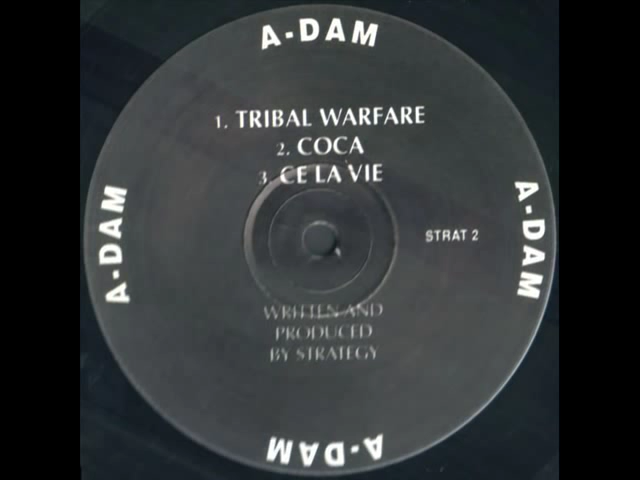 A-DAM
1. TRIBAL WARFARE
2. COCA
3. CE LA VIE
A-DAM
A-DAM
STRAT 2
WRITTEN AND
PRODUCED
BY STRATEGY
A-DAM